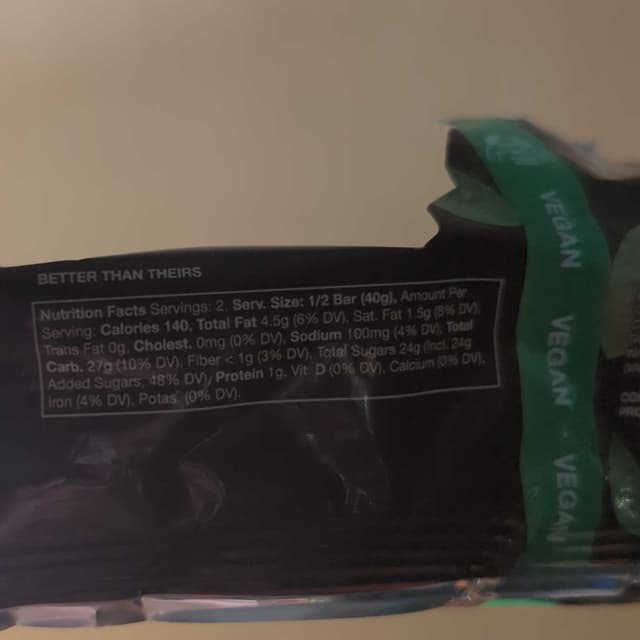 BETTER THAN THEIRS
Nutrition Facts Servings: 2, Serv. Size: 1/2 Bar (40g), Amount Per
Serving: Calories 140, Total Fat 4.5g (6% DV), Sat. Fat 1.5g (8% DV),
Trans Fat 0g, Cholest. 0mg (0% DV), Sodium 100mg (4% DV), Total
Carb. 27g (10% DV), Fiber < 1g (3% DV), Total Sugars 24g (Incl. 24g
Added Sugars, 48% DV), Protein 1g, Vit. D (0% DV), Calcium (0% DV),
Iron (4% DV), Potas. (0% DV).
VEGAN
VEGAN
VEGAN